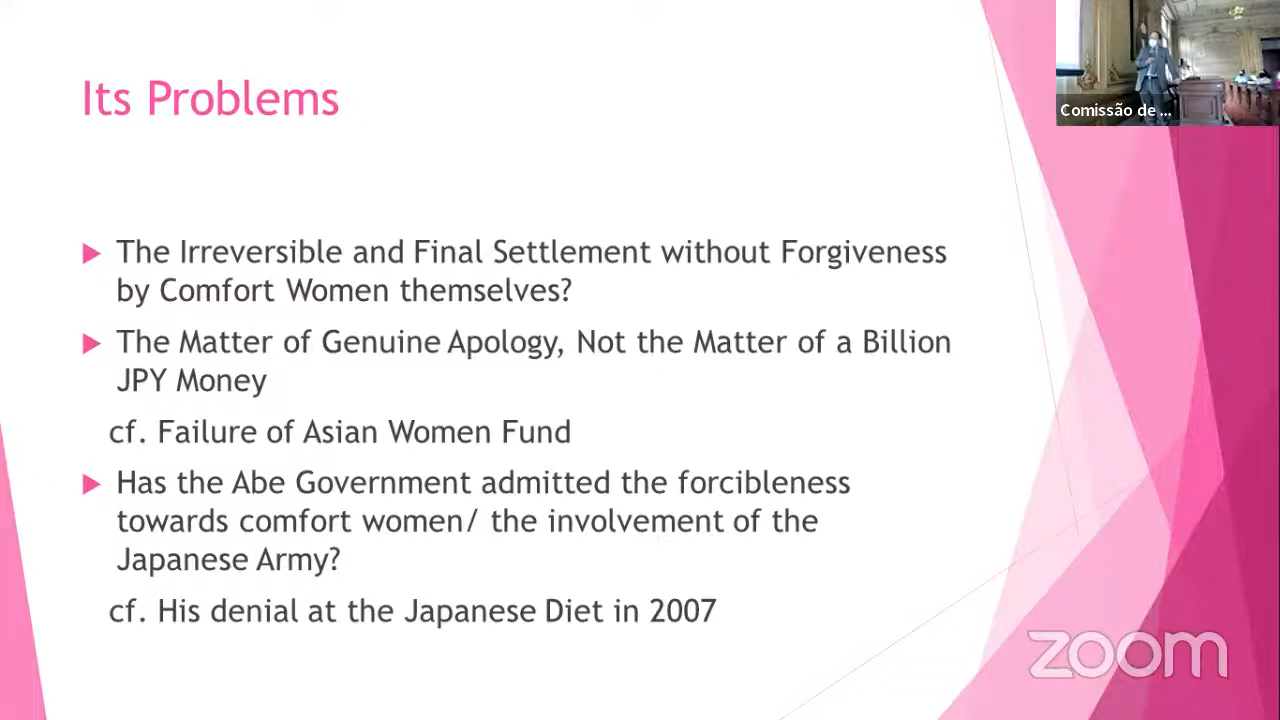 Its Problems
Comissão de ...
The Irreversible and Final Settlement without Forgiveness
by Comfort Women themselves?
The Matter of Genuine Apology, Not the Matter of a Billion
JPY Money
cf. Failure of Asian Women Fund
Has the Abe Government admitted the forcibleness
towards comfort women/ the involvement of the
Japanese Army?
cf. His denial at the Japanese Diet in 2007
zoom